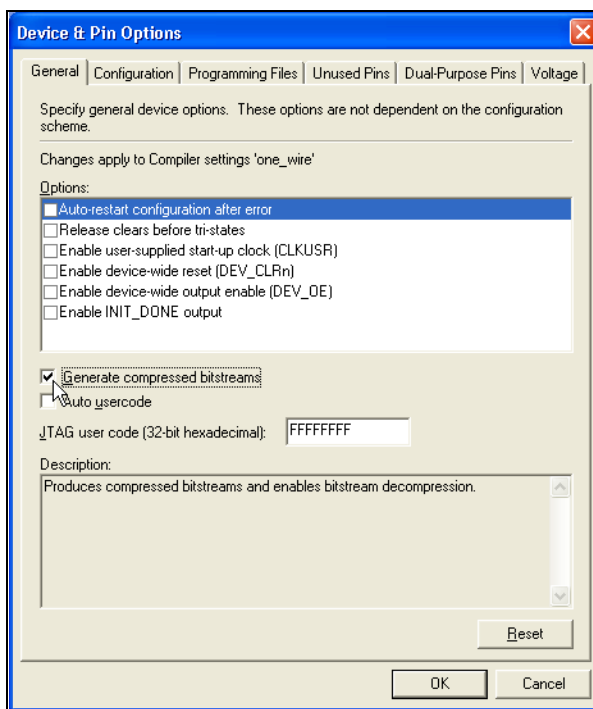 Device & Pin Options
General Configuration Programming Files Unused Pins Dual-Purpose Pins Voltage
Specify general device options. These options are not dependent on the configuration
scheme.
Changes apply to Compiler settings 'one_wire'
Options:
Auto-restart configuration after error
Release clears before tri-states
Enable user-supplied start-up clock (CLKUSR)
Enable device-wide reset (DEV_CLRn)
Enable device-wide output enable (DEV_OE)
Enable INIT_DONE output
Generate compressed bitstreams
Auto usercode
JTAG user code (32-bit hexadecimal): FFFFFFFF
Description:
Produces compressed bitstreams and enables bitstream decompression.
Reset
OK Cancel